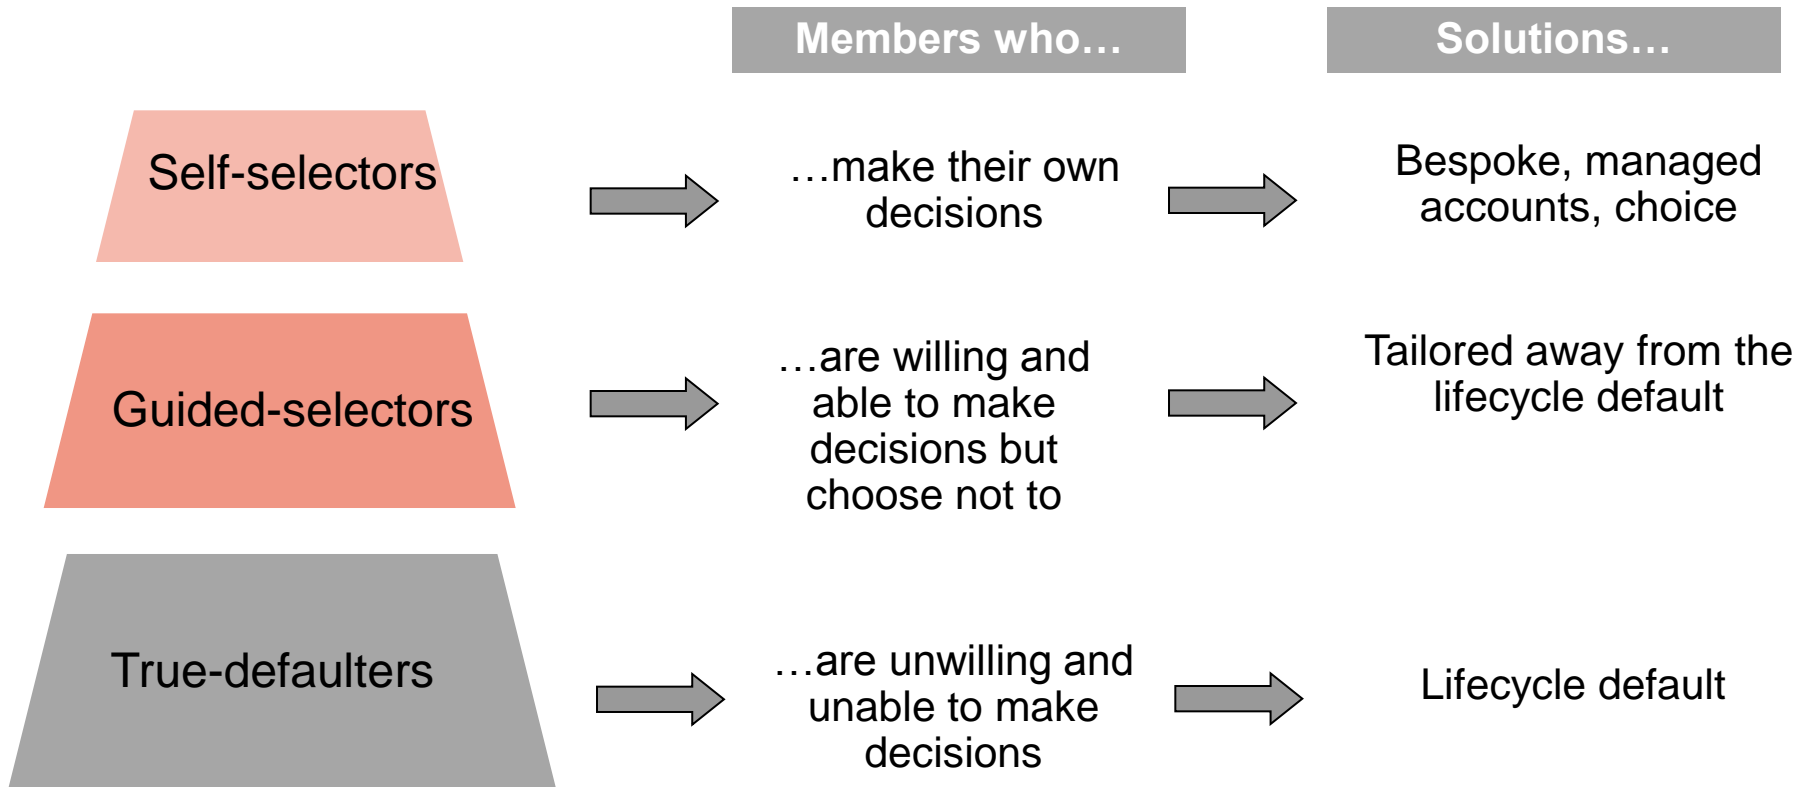 Members who…
Solutions…
Self-selectors
…make their own
decisions
Bespoke, managed
accounts, choice
Guided-selectors
…are willing and
able to make
decisions but
choose not to
Tailored away from the
lifecycle default
True-defaulters
…are unwilling and
unable to make
decisions
Lifecycle default